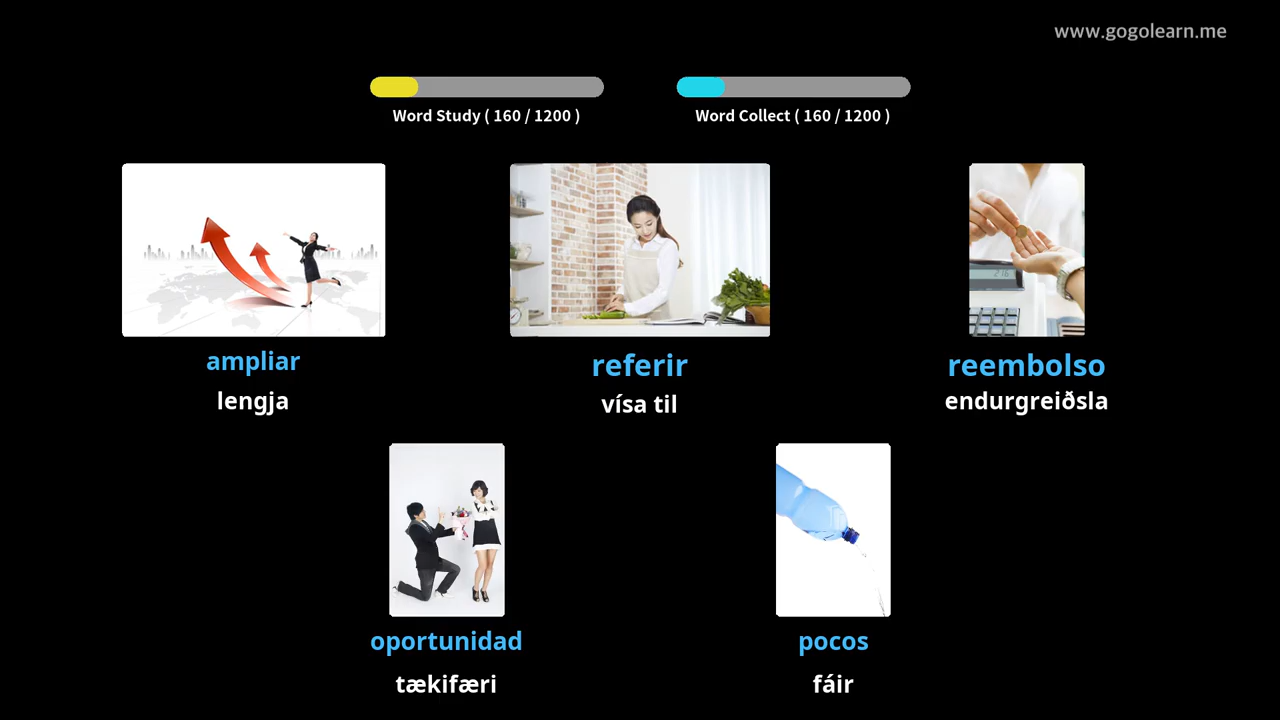 www.gogolearn.me
Word Study ( 160 / 1200 )
Word Collect ( 160 / 1200 )
ampliar
lengja
referir
vísa til
reembolso
endurgreiðsla
oportunidad
tækifæri
pocos
fáir